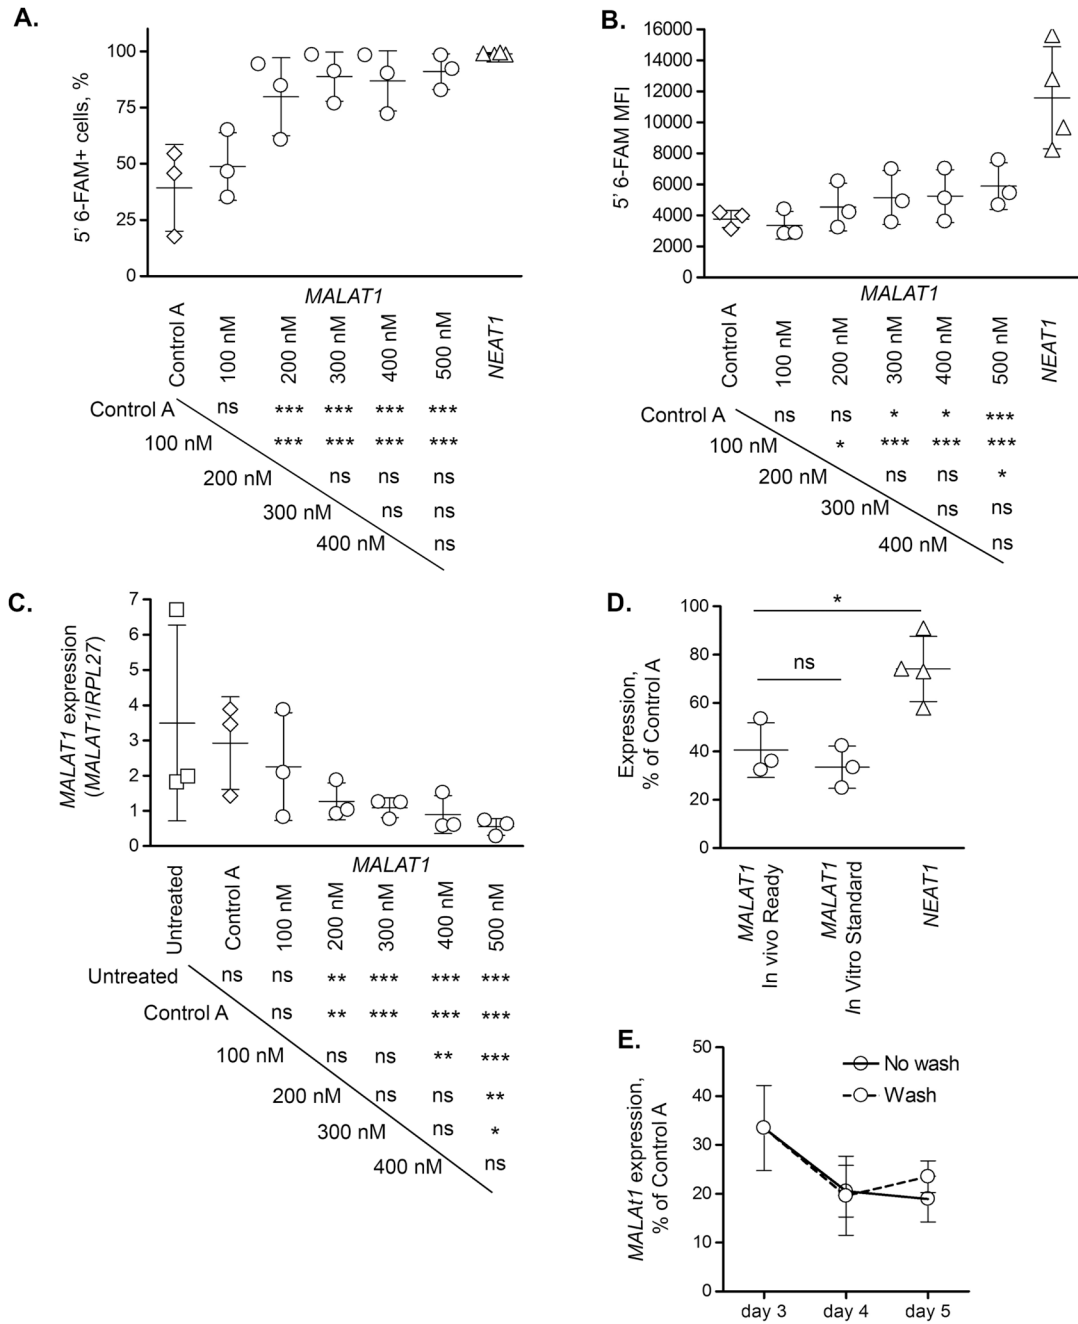 A.
5' 6-FAM+ cells, %
100
75
50
25
0
MALAT1
Control A
100 nM
200 nM
300 nM
400 nM
500 nM
NEAT1
Control A ns *** *** *** ***
100 nM *** *** *** ***
200 nM ns ns ns
300 nM ns ns
400 nM ns
B.
5' 6-FAM MFI
16000
14000
12000
10000
8000
6000
4000
2000
0
MALAT1
Control A
100 nM
200 nM
300 nM
400 nM
500 nM
NEAT1
Control A ns ns * * ***
100 nM * *** *** ***
200 nM ns ns *
300 nM ns ns
400 nM ns
C.
MALAT1 expression
(MALAT1/RPL27)
7
6
5
4
3
2
1
0
MALAT1
Untreated
Control A
100 nM
200 nM
300 nM
400 nM
500 nM
Untreated ns ns ** *** *** ***
Control A ns ** *** *** ***
100 nM ns ns ** ***
200 nM ns ns **
300 nM ns *
400 nM ns
D.
Expression,
% of Control A
100
80
60
40
20
0
*
ns
MALAT1
In vivo Ready
MALAT1
In Vitro Standard
NEAT1
E.
MALAt1 expression,
% of Control A
50
40
30
20
10
0
No wash
Wash
day 3 day 4 day 5